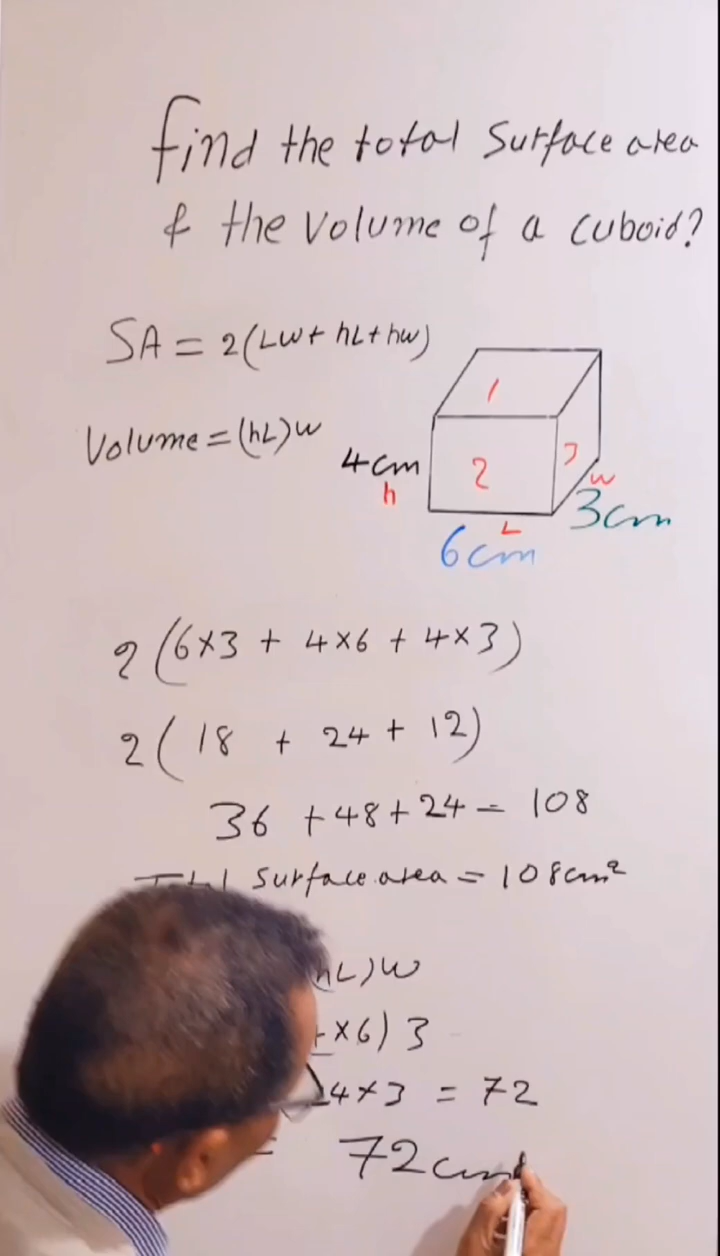 find the total surface area
& the volume of a cuboid?
SA = 2(LW + hL + hw)
Volume = (hL)w
1
4cm
h
2
3
w
3cm
L
6cm
2(6×3 + 4×6 + 4×3)
2(18 + 24 + 12)
36 + 48 + 24 = 108
surface area = 108cm²
hL)W
×6) 3
4×3 = 72
= 72cm